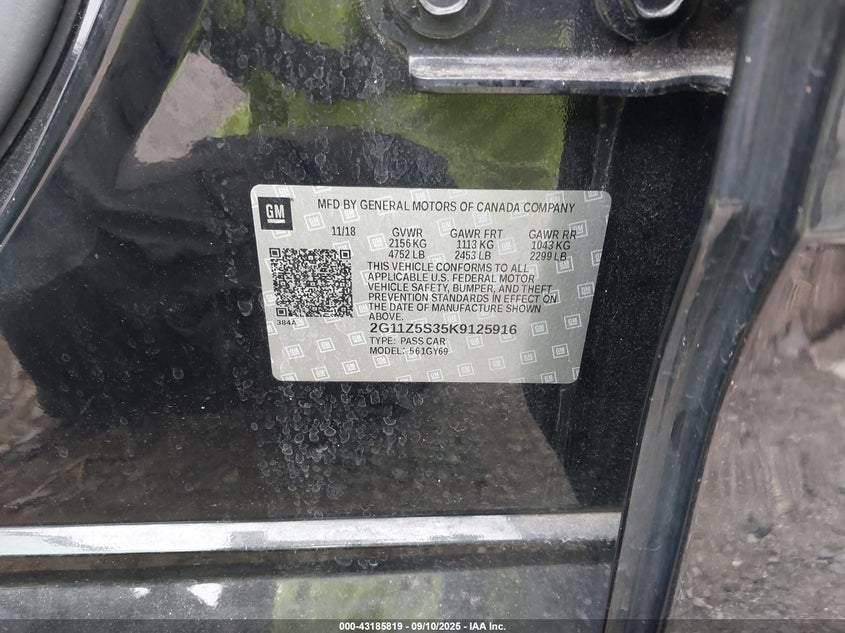 GM
MFD BY GENERAL MOTORS OF CANADA COMPANY
11/18 GVWR GAWR FRT GAWR RR
2156 KG 1113 KG 1043 KG
4752 LB 2453 LB 2299 LB
THIS VEHICLE CONFORMS TO ALL
APPLICABLE U.S. FEDERAL MOTOR
VEHICLE SAFETY, BUMPER, AND THEFT
PREVENTION STANDARDS IN EFFECT ON
THE DATE OF MANUFACTURE SHOWN
ABOVE.
384A
2G11Z5S35K9125916
TYPE: PASS CAR
MODEL: 561GY69
000-43185819 - 09/10/2025 - IAA Inc.